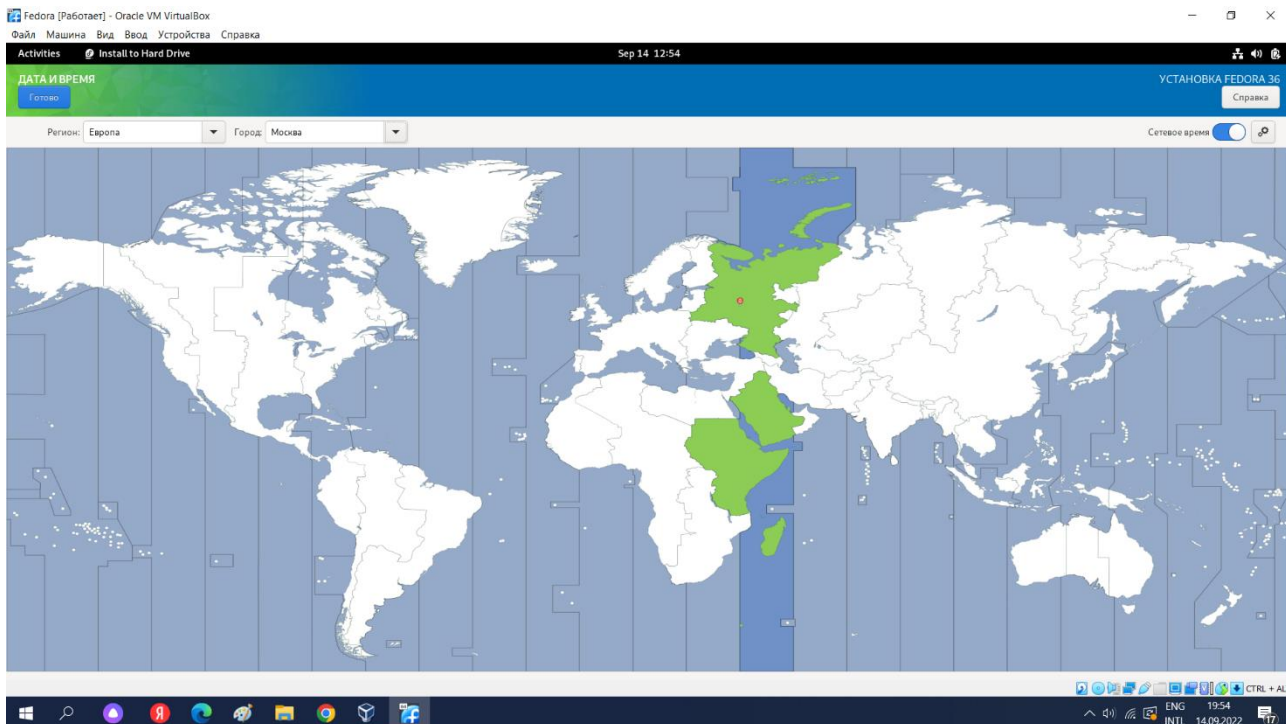 Fedora [Работает] - Oracle VM VirtualBox
Файл Машина Вид Ввод Устройства Справка
Activities Install to Hard Drive Sep 14 12:54
ДАТА И ВРЕМЯ УСТАНОВКА FEDORA 36
Готово Справка
Регион: Европа Город: Москва Сетевое время
CTRL + AL
ENG 19:54
INTL 14.09.2022